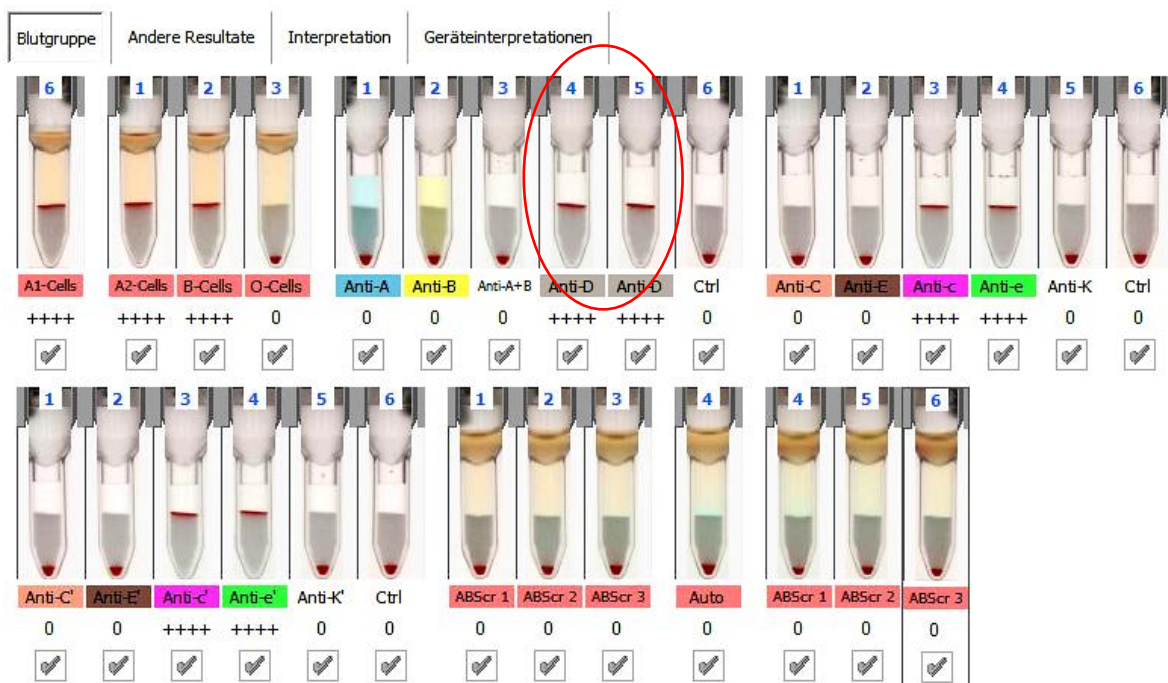 Blutgruppe Andere Resultate Interpretation Geräteinterpretationen
6 1 2 3 1 2 3 4 5 6 1 2 3 4 5 6
A1-Cells A2-Cells B-Cells O-Cells Anti-A Anti-B Anti-A+B Anti-D Anti-D Ctrl Anti-C Anti-E Anti-c Anti-e Anti-K Ctrl
++++ ++++ ++++ 0 0 0 0 ++++ ++++ 0 0 0 ++++ ++++ 0 0
1 2 3 4 5 6 1 2 3 4 4 5 6
Anti-C' Anti-E' Anti-c' Anti-e' Anti-K' Ctrl ABScr 1 ABScr 2 ABScr 3 Auto ABScr 1 ABScr 2 ABScr 3
0 0 ++++ ++++ 0 0 0 0 0 0 0 0 0